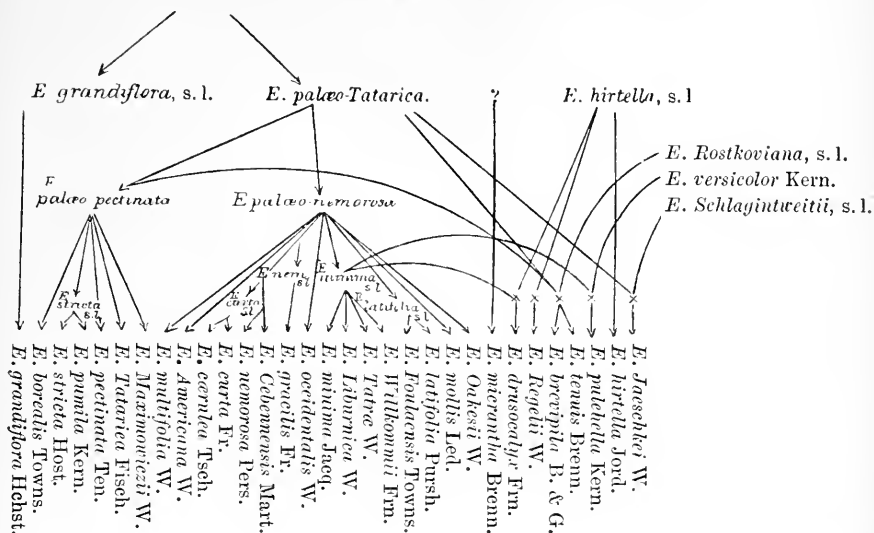 E grandiflora, s. l.
E. palæo-Tatarica.
?
E. hirtella, s. l
E. Rostkoviana, s. l.
E. versicolor Kern.
E. Schlagintweitii, s. l.
E
palæo pectinata
E palæo-nemorosa
E nem.
s l
E
minima
s l
E
stricta
s. l.
E
curta
s l
E
latifolia
s l
E. grandiflora Hchst.
E. borealis Towns.
E. stricta Host.
E. pumila Kern.
E. pectinata Ten.
E. Tatarica Fisch.
E. Maximowiczii W.
E. multifolia W.
E. Americana W.
E. cœrulea Tsch.
E. curta Fr.
E. nemorosa Pers.
E. Cebennensis Mart.
E. gracilis Fr.
E. occidentalis W.
E. minima Jacq.
E. Liburnica W.
E. Tatræ W.
E. Willkommii Frn.
E. Foulaensis Towns.
E. latifolia Pursh.
E. mollis Led.
E. Oakesii W.
E. micrantha Brenn.
E. drusocalyx Frn.
E. Regelii W.
E. brevipila B. & G.
E. tenuis Brenn.
E. pulchella Kern.
E. hirtella Jord.
E. Jaeschkei W.